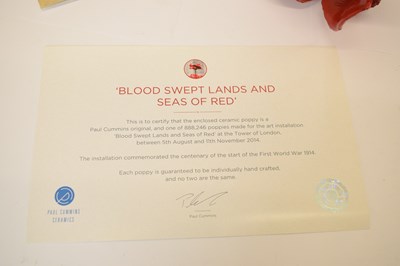 'BLOOD SWEPT LANDS AND
SEAS OF RED'
This is to certify that the enclosed ceramic poppy is a
Paul Cummins original, and one of 888,246 poppies made for the art installation
'Blood Swept Lands and Seas of Red' at the Tower of London,
between 5th August and 11th November 2014.
The installation commemorated the centenary of the start of the First World War 1914.
Each poppy is guaranteed to be individually hand crafted,
and no two are the same.
Paul Cummins
PAUL CUMMINS
CERAMICS